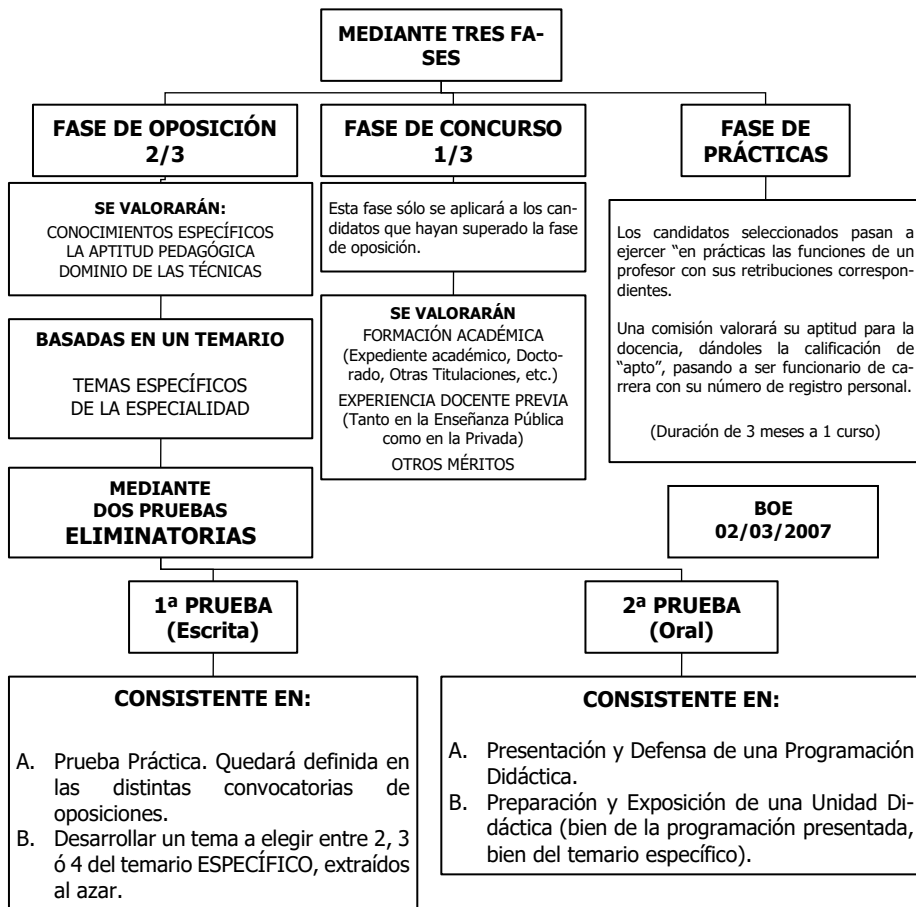 MEDIANTE TRES FA-
SES
FASE DE OPOSICIÓN
2/3
SE VALORARÁN:
CONOCIMIENTOS ESPECÍFICOS
LA APTITUD PEDAGÓGICA
DOMINIO DE LAS TÉCNICAS
BASADAS EN UN TEMARIO
TEMAS ESPECÍFICOS
DE LA ESPECIALIDAD
MEDIANTE
DOS PRUEBAS
ELIMINATORIAS
FASE DE CONCURSO
1/3
Esta fase sólo se aplicará a los can-
didatos que hayan superado la fase
de oposición.
SE VALORARÁN
FORMACIÓN ACADÉMICA
(Expediente académico, Docto-
rado, Otras Titulaciones, etc.)
EXPERIENCIA DOCENTE PREVIA
(Tanto en la Enseñanza Pública
como en la Privada)
OTROS MÉRITOS
FASE DE
PRÁCTICAS
Los candidatos seleccionados pasan a
ejercer “en prácticas las funciones de un
profesor con sus retribuciones correspon-
dientes.
Una comisión valorará su aptitud para la
docencia, dándoles la calificación de
“apto”, pasando a ser funcionario de ca-
rrera con su número de registro personal.
(Duración de 3 meses a 1 curso)
BOE
02/03/2007
1ª PRUEBA
(Escrita)
CONSISTENTE EN:
A. Prueba Práctica. Quedará definida en
las distintas convocatorias de
oposiciones.
B. Desarrollar un tema a elegir entre 2, 3
ó 4 del temario ESPECÍFICO, extraídos
al azar.
2ª PRUEBA
(Oral)
CONSISTENTE EN:
A. Presentación y Defensa de una Programación
Didáctica.
B. Preparación y Exposición de una Unidad Di-
dáctica (bien de la programación presentada,
bien del temario específico).